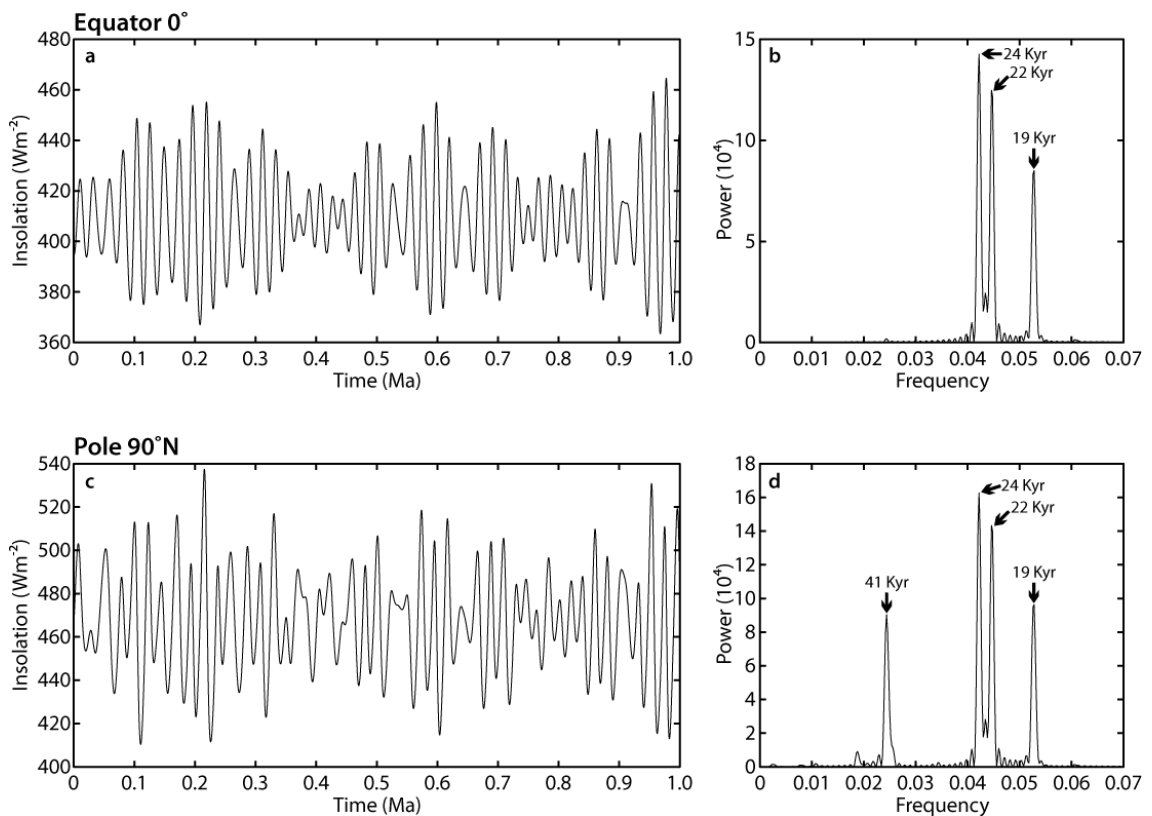 Equator 0˚
480
460
440
420
400
380
360
Insolation (Wm⁻²)
a
0 0.1 0.2 0.3 0.4 0.5 0.6 0.7 0.8 0.9 1.0
Time (Ma)
15
10
5
0
Power (10⁴)
b
24 Kyr
22 Kyr
19 Kyr
0 0.01 0.02 0.03 0.04 0.05 0.06 0.07
Frequency
Pole 90˚N
540
520
500
480
460
440
420
400
Insolation (Wm⁻²)
c
0 0.1 0.2 0.3 0.4 0.5 0.6 0.7 0.8 0.9 1.0
Time (Ma)
18
16
14
12
10
8
6
4
2
0
Power (10⁴)
d
24 Kyr
22 Kyr
41 Kyr
19 Kyr
0 0.01 0.02 0.03 0.04 0.05 0.06 0.07
Frequency